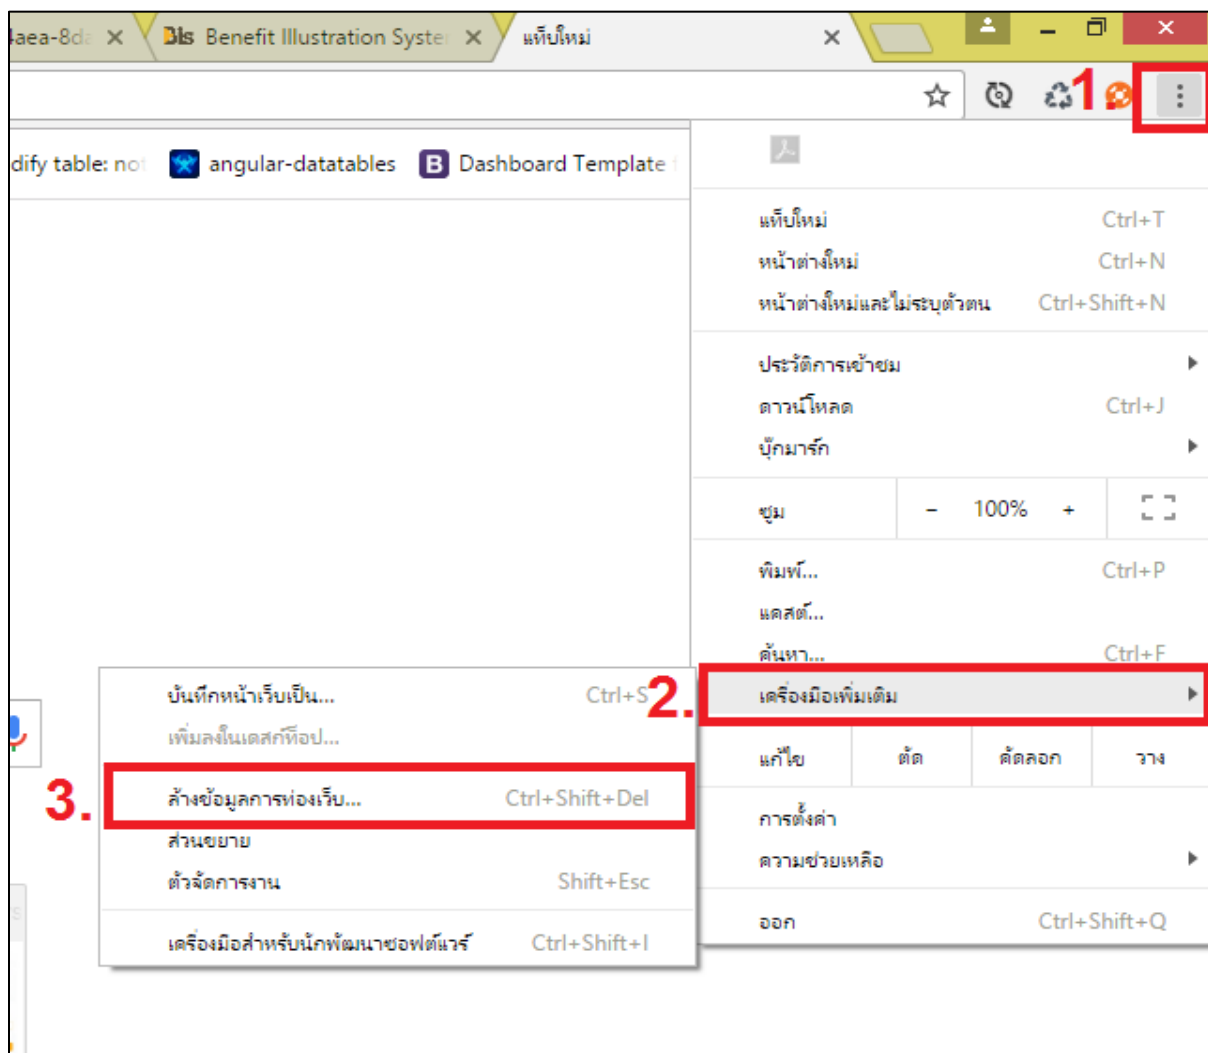 4aea-8da
BIs Benefit Illustration Syste
แท็บใหม่
1.
dify table: not
angular-datatables
B Dashboard Template f
แท็บใหม่ Ctrl+T
หน้าต่างใหม่ Ctrl+N
หน้าต่างใหม่และไม่ระบุตัวตน Ctrl+Shift+N
ประวัติการเข้าชม
ดาวน์โหลด Ctrl+J
บุ๊กมาร์ก
ซูม - 100% +
พิมพ์... Ctrl+P
แคสต์...
ค้นหา... Ctrl+F
2. เครื่องมือเพิ่มเติม
แก้ไข ตัด คัดลอก วาง
การตั้งค่า
ความช่วยเหลือ
ออก Ctrl+Shift+Q
บันทึกหน้าเว็บเป็น... Ctrl+S
เพิ่มลงในเดสก์ท็อป...
3. ล้างข้อมูลการท่องเว็บ... Ctrl+Shift+Del
ส่วนขยาย
ตัวจัดการงาน Shift+Esc
เครื่องมือสำหรับนักพัฒนาซอฟต์แวร์ Ctrl+Shift+I